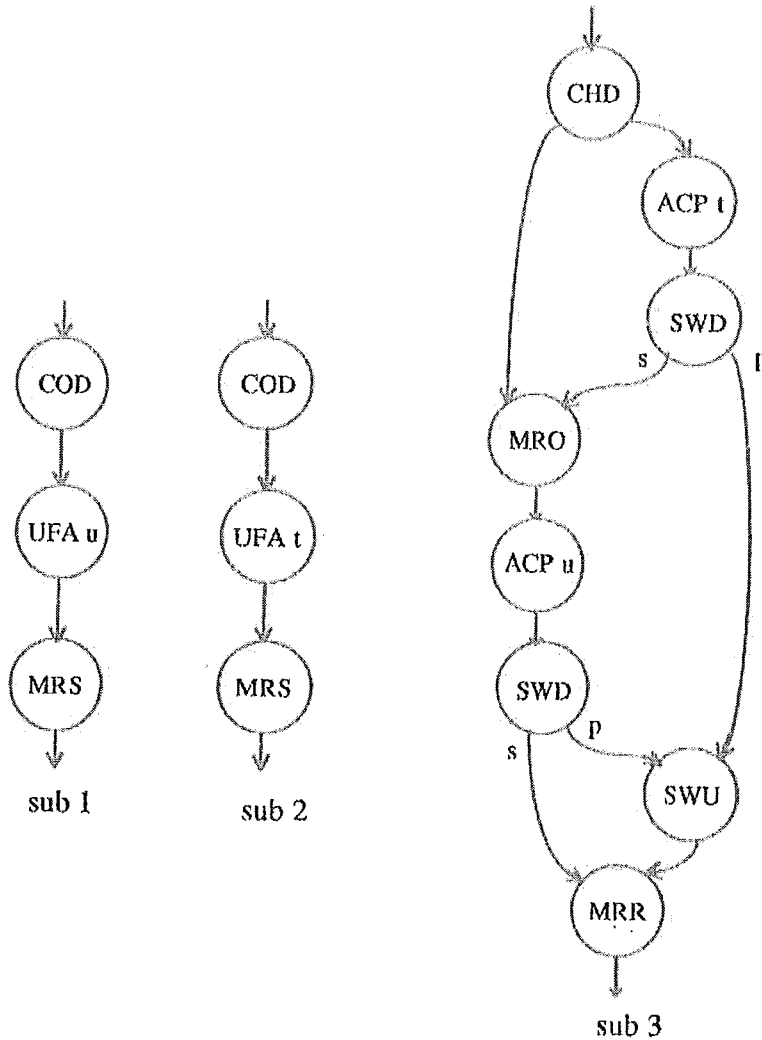 CHD
ACP t
SWD
s
COD
COD
MRO
UFA u
UFA t
ACP u
MRS
MRS
SWD
s
p
SWU
sub 1
sub 2
MRR
sub 3